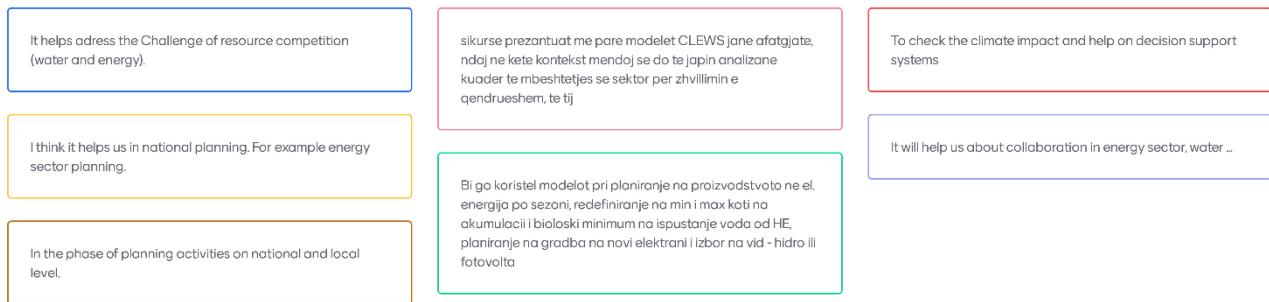 It helps adress the Challenge of resource competition
(water and energy).
I think it helps us in national planning. For example energy
sector planning.
In the phase of planning activities on national and local
level.
sikurse prezantuat me pare modelet CLEWS jane afatgjate,
ndaj ne kete kontekst mendoj se do te japin analizane
kuader te mbeshtetjes se sektor per zhvillimin e
qendrueshem, te tij
Bi go koristel modelot pri planiranje na proizvodstvoto ne el.
energija po sezoni, redefiniranje na min i max koti na
akumulacii i bioloski minimum na ispustanje voda od HE,
planiranje na gradba na novi elektrani i izbor na vid - hidro ili
fotovolta
To check the climate impact and help on decision support
systems
It will help us about collaboration in energy sector, water ...